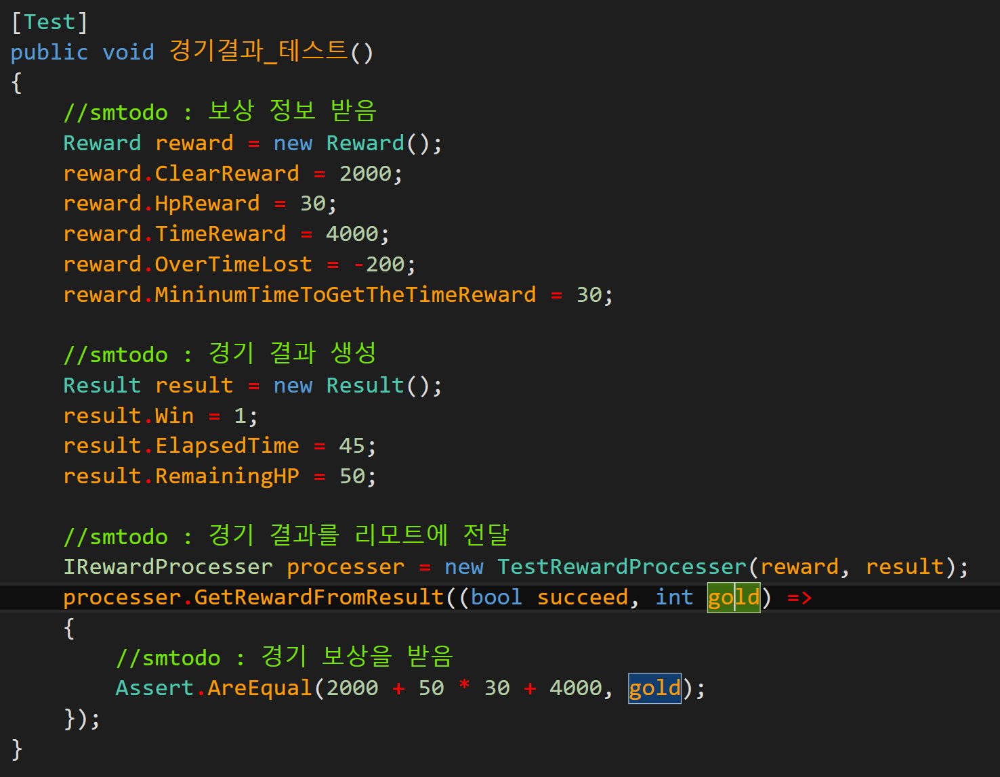 [Test]
public void 경기결과_테스트()
{
    //smtodo : 보상 정보 받음
    Reward reward = new Reward();
    reward.ClearReward = 2000;
    reward.HpReward = 30;
    reward.TimeReward = 4000;
    reward.OverTimeLost = -200;
    reward.MininumTimeToGetTheTimeReward = 30;

    //smtodo : 경기 결과 생성
    Result result = new Result();
    result.Win = 1;
    result.ElapsedTime = 45;
    result.RemainingHP = 50;

    //smtodo : 경기 결과를 리모트에 전달
    IRewardProcesser processer = new TestRewardProcesser(reward, result);
    processer.GetRewardFromResult((bool succeed, int gold) =>
    {
        //smtodo : 경기 보상을 받음
        Assert.AreEqual(2000 + 50 * 30 + 4000, gold);
    });
}